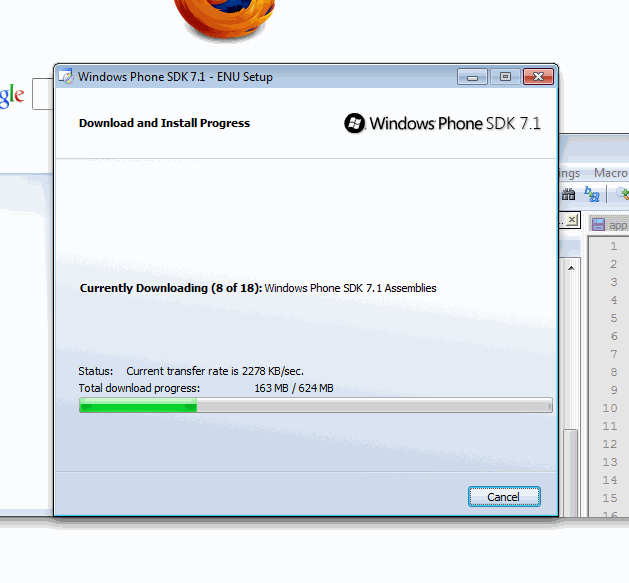 Windows Phone SDK 7.1 - ENU Setup
gle
Download and Install Progress
Windows Phone SDK 7.1
ings Macro
app
Currently Downloading (8 of 18): Windows Phone SDK 7.1 Assemblies
Status: Current transfer rate is 2278 KB/sec.
Total download progress: 163 MB / 624 MB
Cancel
1
2
3
4
5
6
7
8
9
10
11
12
13
14
15
16